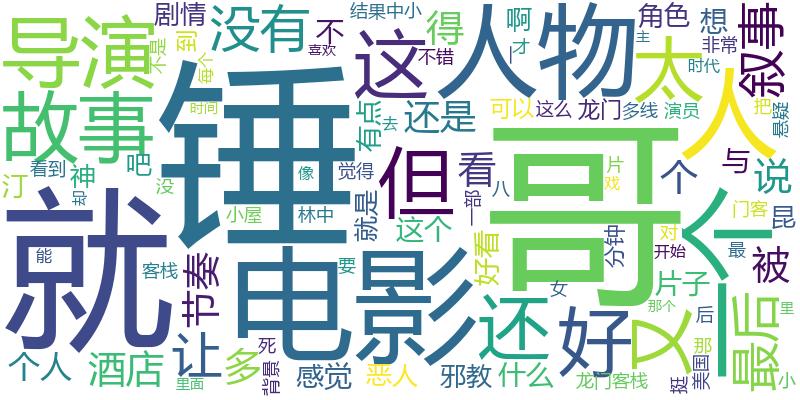 导演
剧情
没有
不
结果中小
喜欢
啊
得
角色
想
叙事
不是
到
每个
这
才
不错
一
人物
太
非常
主
时代
故事
时间
锤
有点
去
还是
可以
这么
龙门
多线
演员
把
悬疑
人
哥
汀
看到
神
却
吧
没
像
觉得
但
看
八
个
片
戏
与
说
就
小屋
林中
就是
这个
一部
好看
一个
门客
昆
对
能
客栈
节奏
电影
要
分钟
开始
最
被
还
女
好
片子
那个
又
后
那
最后
里
个人
酒店
里面
让
多
死
背景
感觉
恶人
邪教
什么
龙门客栈
挺
美国
小